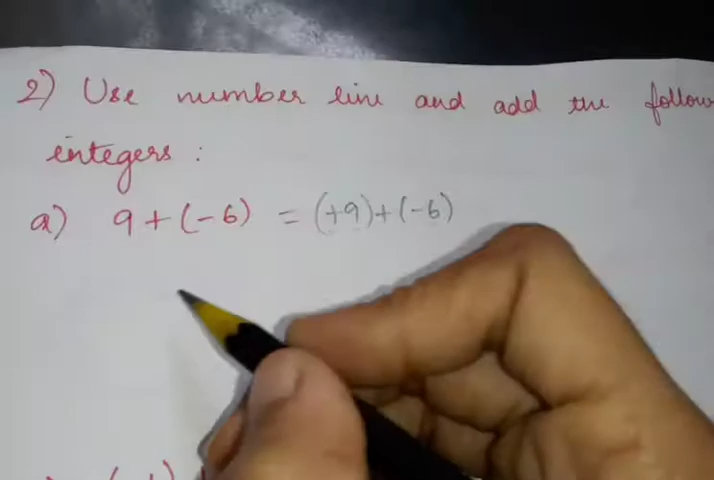 2) Use number line and add the follow
integers :
a) 9 + (-6) = (+9) + (-6)